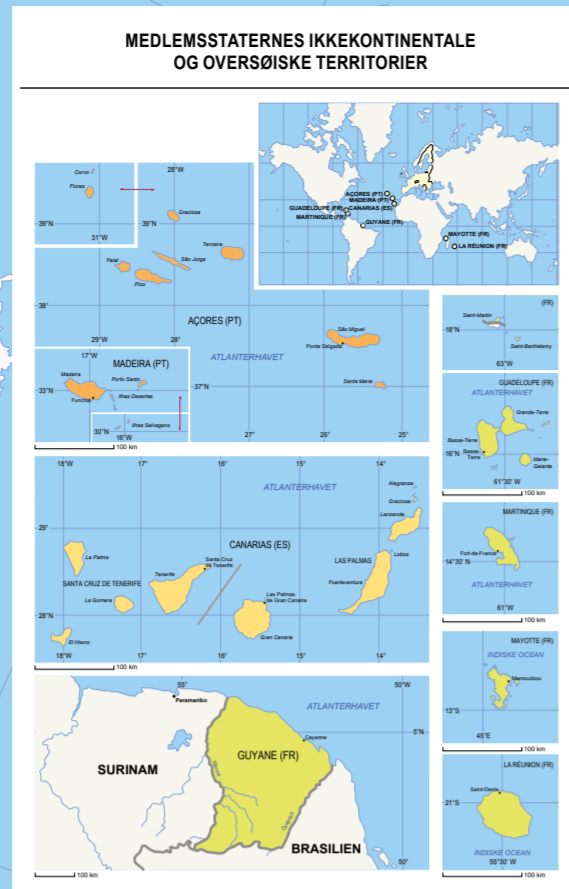 MEDLEMSSTATERNES IKKEKONTINENTALE
OG OVERSØISKE TERRITORIER
AÇORES (PT)
MADEIRA (PT)
CANARIAS (ES)
GUADELOUPE (FR)
MARTINIQUE (FR)
GUYANE (FR)
MAYOTTE (FR)
LA RÉUNION (FR)
Corvo
Flores
39°N
31°W
28°W
Graciosa
39°N
Terceira
São Jorge
Faial
Pico
38°
29°W
28°
AÇORES (PT)
São Miguel
Ponta Delgada
ATLANTERHAVET
Santa Maria
37°N
27°
26°
25°N
17°W
MADEIRA (PT)
Madeira
Porto Santo
33°N
Funchal
Ilhas Desertas
Ilhas Selvagens
30°N
16°W
100 km
18°W
17°
16°
15°
14°
ATLANTERHAVET
Alegranza
Graciosa
Lanzarote
29°
CANARIAS (ES)
La Palma
Santa Cruz
de Tenerife
LAS PALMAS
Lobos
Tenerife
SANTA CRUZ DE TENERIFE
Fuerteventura
La Gomera
Las Palmas
de Gran Canaria
28°N
El Hierro
Gran Canaria
18°W
17°
16°
15°
14°
100 km
55°
50°W
Paramaribo
ATLANTERHAVET
5°N
Cayenne
GUYANE (FR)
SURINAM
BRASILIEN
50°
100 km
(FR)
Saint-Martin
18°N
Saint-Barthélemy
63°W
100 km
GUADELOUPE (FR)
ATLANTERHAVET
Grande-Terre
Basse-Terre
Basse-
Terre
16°N
Marie-
Galante
61°30' W
100 km
MARTINIQUE (FR)
Fort-de-France
14°30' N
ATLANTERHAVET
61°W
100 km
MAYOTTE (FR)
INDISKE OCEAN
Mamoudzou
13°S
45°E
100 km
LA RÉUNION (FR)
Saint-Denis
21°S
INDISKE OCEAN
55°30' W
100 km